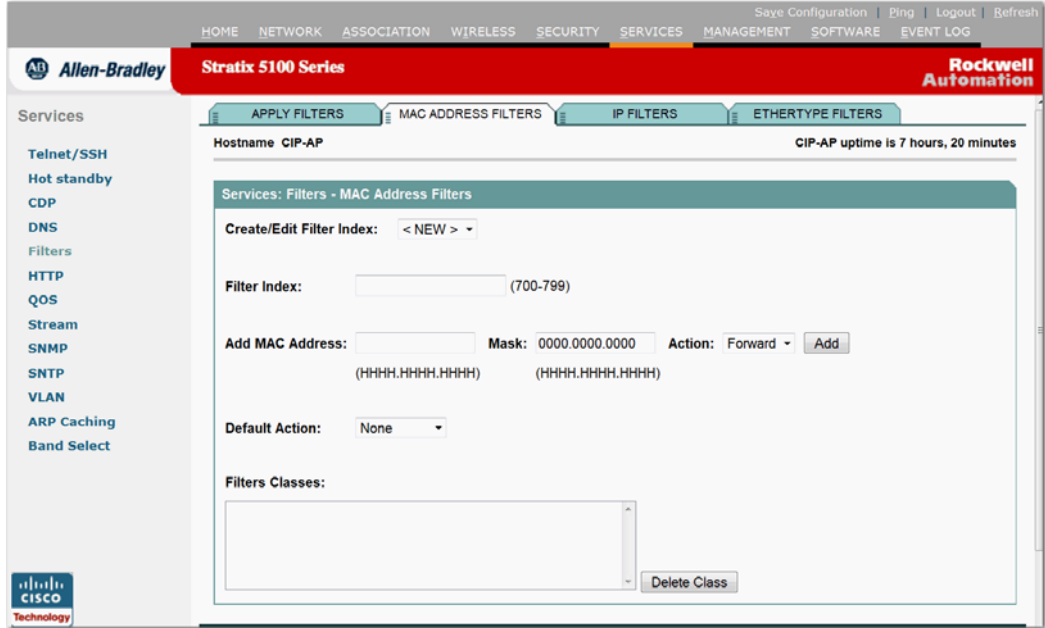 Save Configuration | Ping | Logout | Refresh
HOME NETWORK ASSOCIATION WIRELESS SECURITY SERVICES MANAGEMENT SOFTWARE EVENT LOG
AB Allen-Bradley Stratix 5100 Series Rockwell
Automation
Services
APPLY FILTERS MAC ADDRESS FILTERS IP FILTERS ETHERTYPE FILTERS
Hostname CIP-AP CIP-AP uptime is 7 hours, 20 minutes
Telnet/SSH
Hot standby
CDP
DNS
Filters
HTTP
QOS
Stream
SNMP
SNTP
VLAN
ARP Caching
Band Select
Services: Filters - MAC Address Filters
Create/Edit Filter Index: < NEW >
Filter Index: (700-799)
Add MAC Address: Mask: 0000.0000.0000 Action: Forward Add
(HHHH.HHHH.HHHH) (HHHH.HHHH.HHHH)
Default Action: None
Filters Classes:
Delete Class
CISCO
Technology